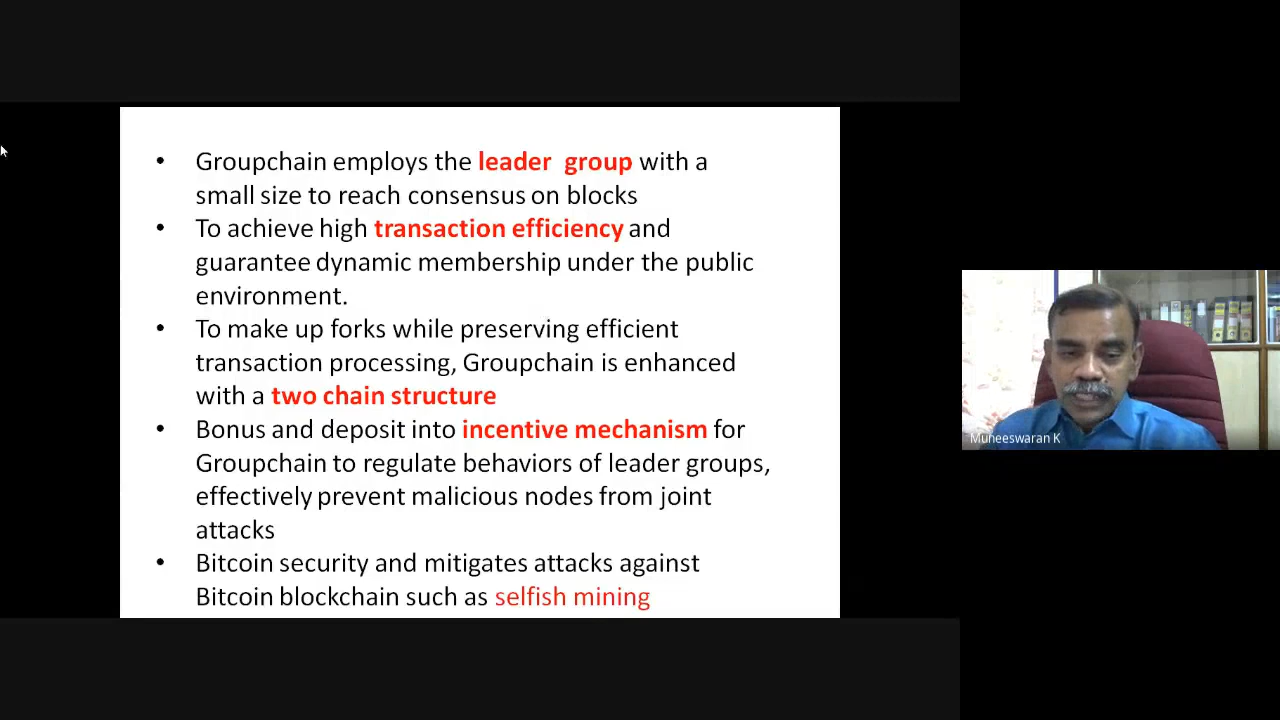 • Groupchain employs the leader group with a
small size to reach consensus on blocks
• To achieve high transaction efficiency and
guarantee dynamic membership under the public
environment.
• To make up forks while preserving efficient
transaction processing, Groupchain is enhanced
with a two chain structure
• Bonus and deposit into incentive mechanism for
Groupchain to regulate behaviors of leader groups,
effectively prevent malicious nodes from joint
attacks
• Bitcoin security and mitigates attacks against
Bitcoin blockchain such as selfish mining
Muneeswaran K